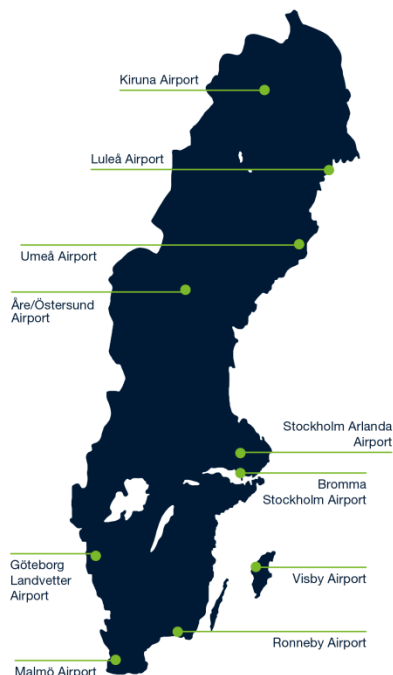 Kiruna Airport
Luleå Airport
Umeå Airport
Åre/Östersund
Airport
Stockholm Arlanda
Airport
Bromma
Stockholm Airport
Göteborg
Landvetter
Airport
Visby Airport
Ronneby Airport
Malmö Airport